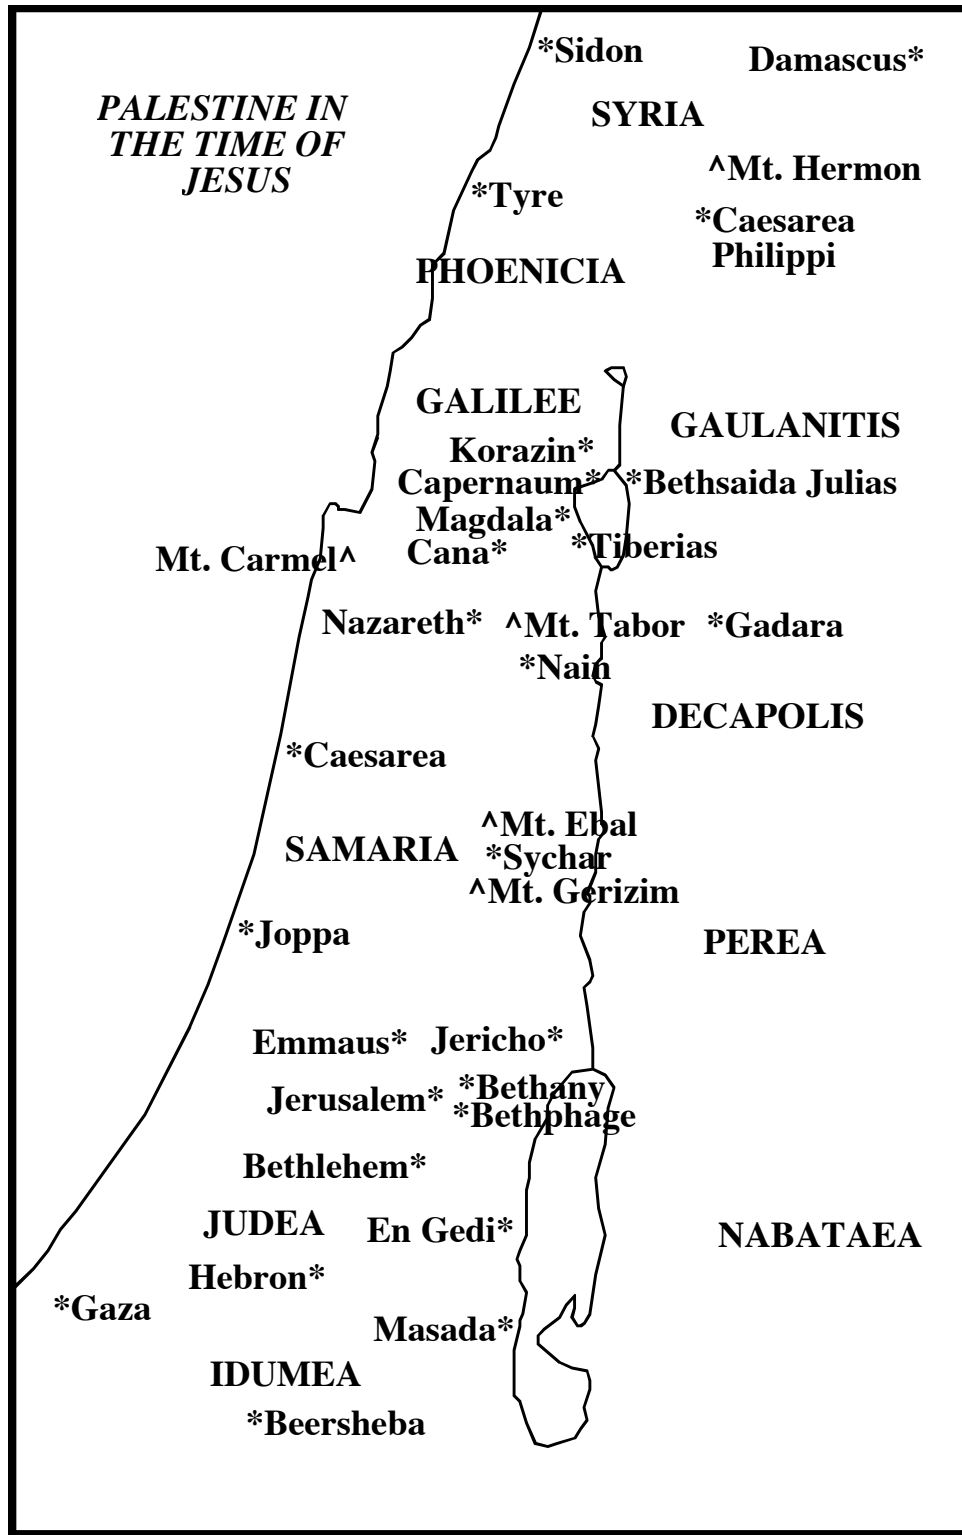 *Sidon
Damascus*
PALESTINE IN
THE TIME OF
JESUS
SYRIA
^Mt. Hermon
*Tyre
*Caesarea
Philippi
PHOENICIA
GALILEE
GAULANITIS
Korazin*
Capernaum*
*Bethsaida Julias
Magdala*
*Tiberias
Cana*
Mt. Carmel^
Nazareth*
^Mt. Tabor
*Gadara
*Nain
DECAPOLIS
*Caesarea
^Mt. Ebal
SAMARIA
*Sychar
^Mt. Gerizim
*Joppa
PEREA
Emmaus*
Jericho*
*Bethany
Jerusalem*
*Bethphage
Bethlehem*
JUDEA
En Gedi*
NABATAEA
Hebron*
*Gaza
Masada*
IDUMEA
*Beersheba